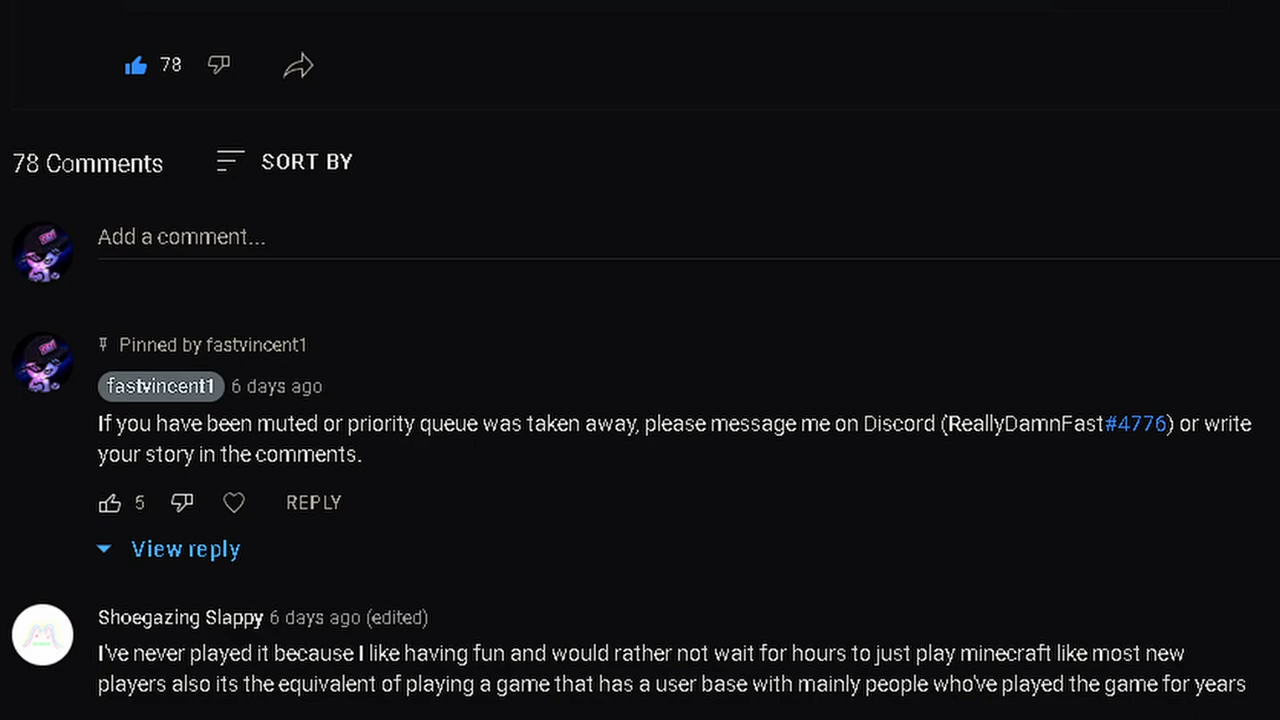 78
78 Comments
SORT BY
Add a comment...
Pinned by fastvincent1
fastvincent1 6 days ago
If you have been muted or priority queue was taken away, please message me on Discord (ReallyDamnFast#4776) or write
your story in the comments.
5
REPLY
View reply
Shoegazing Slappy 6 days ago (edited)
I've never played it because I like having fun and would rather not wait for hours to just play minecraft like most new
players also its the equivalent of playing a game that has a user base with mainly people who've played the game for years